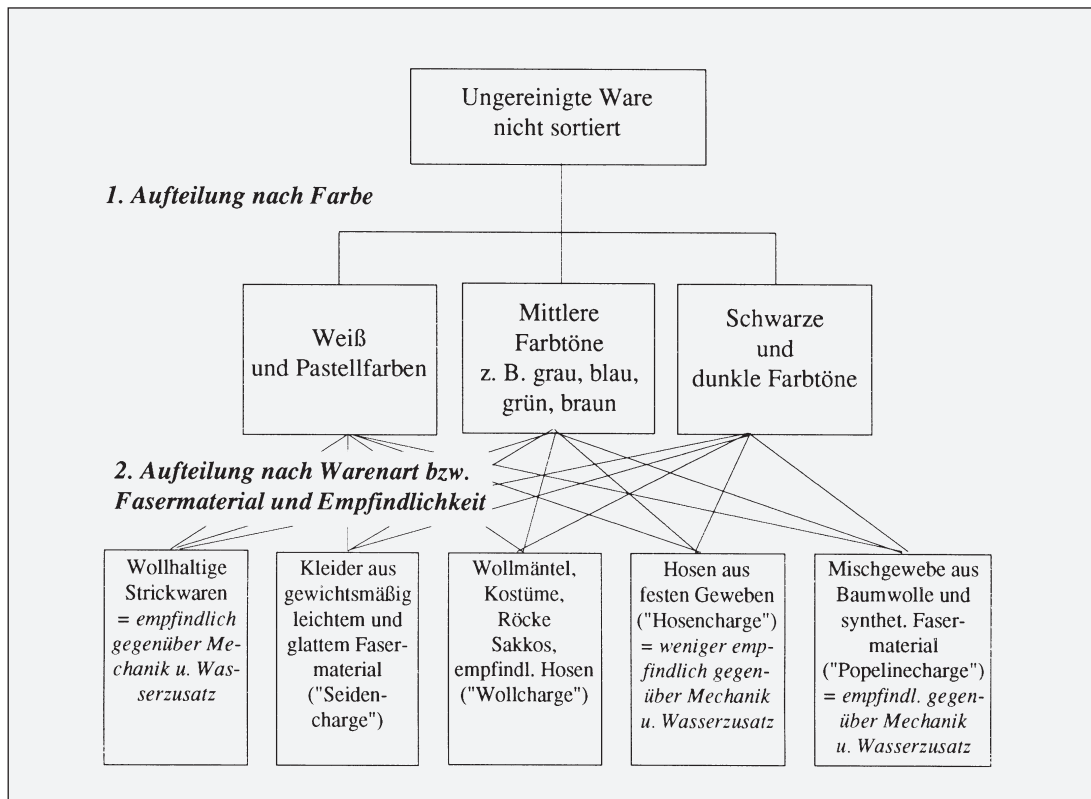 Ungereinigte Ware
nicht sortiert
1. Aufteilung nach Farbe
Weiß
und Pastellfarben
Mittlere
Farbtöne
z. B. grau, blau,
grün, braun
Schwarze
und
dunkle Farbtöne
2. Aufteilung nach Warenart bzw.
Fasermaterial und Empfindlichkeit
Wollhaltige
Strickwaren
= empfindlich
gegenüber Me-
chanik u. Was-
serzusatz
Kleider aus
gewichtsmäßig
leichtem und
glattem Faser-
material
("Seiden-
charge")
Wollmäntel,
Kostüme,
Röcke
Sakkos,
empfindl. Hosen
("Wollcharge")
Hosen aus
festen Geweben
("Hosencharge")
= weniger emp-
findlich gegen-
über Mechanik
u. Wasserzusatz
Mischgewebe aus
Baumwolle und
synthet. Faser-
material
("Popelinecharge")
= empfindl. gegen-
über Mechanik
u. Wasserzusatz